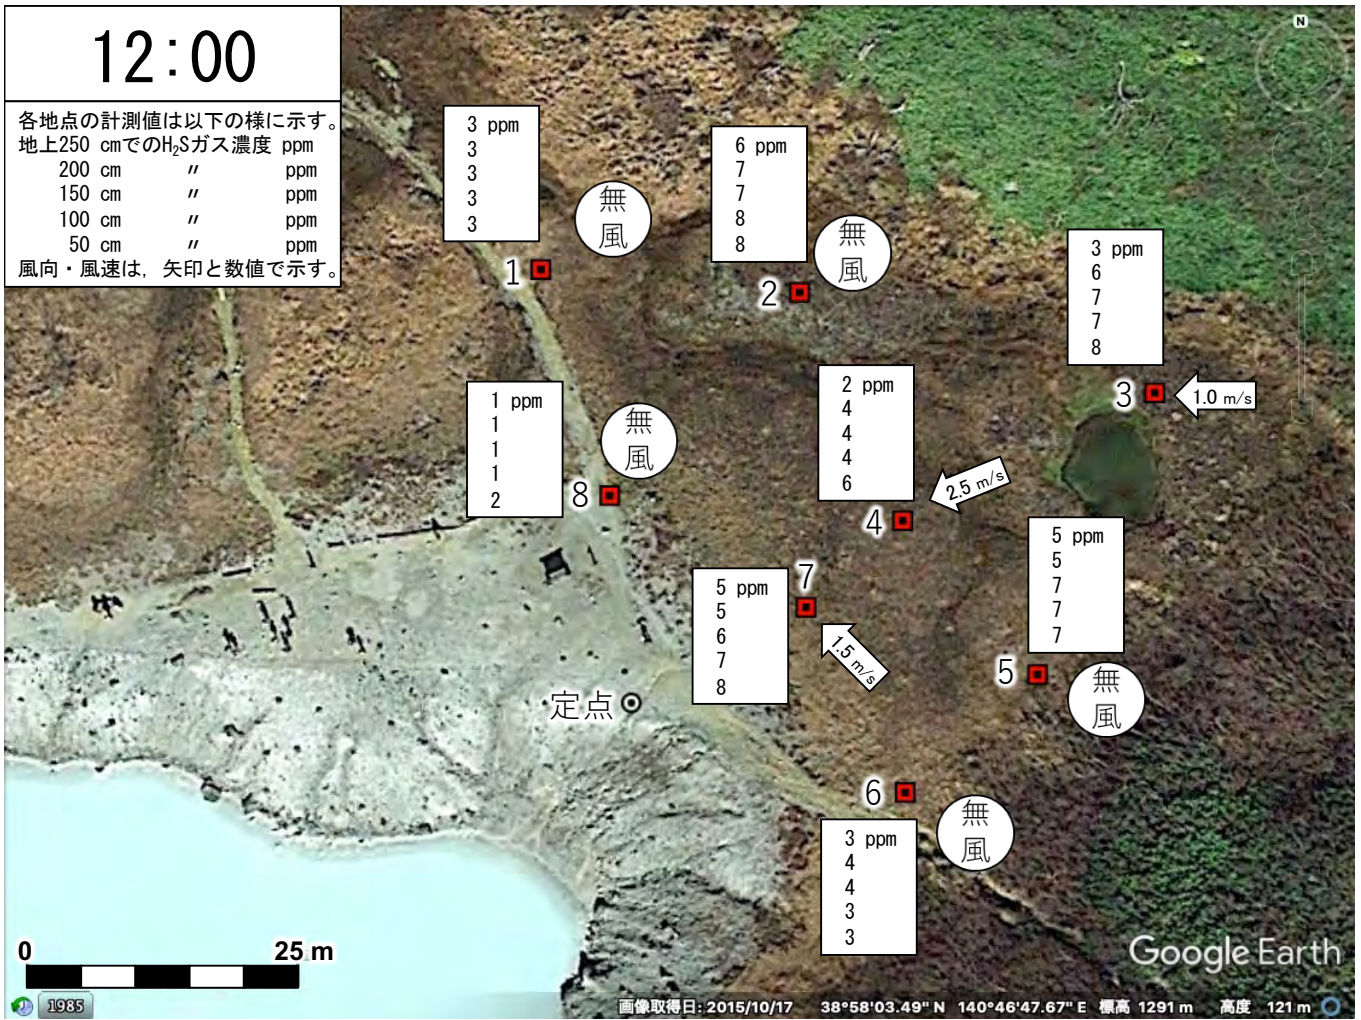 12:00
各地点の計測値は以下の様に示す。
地上250 cmでのH₂Sガス濃度 ppm
200 cm 〃 ppm
150 cm 〃 ppm
100 cm 〃 ppm
50 cm 〃 ppm
風向・風速は, 矢印と数値で示す。
N
3 ppm
3
3
3
3
無
風
1
6 ppm
7
7
8
8
無
風
2
3 ppm
6
7
7
8
3
1.0 m/s
1 ppm
1
1
1
2
無
風
8
2 ppm
4
4
4
6
2.5 m/s
4
5 ppm
5
6
7
8
7
1.5 m/s
5 ppm
5
7
7
7
5
無
風
定点
6
無
風
3 ppm
4
4
3
3
0 25 m
Google Earth
1985
画像取得日: 2015/10/17 38°58'03.49" N 140°46'47.67" E 標高 1291 m 高度 121 m